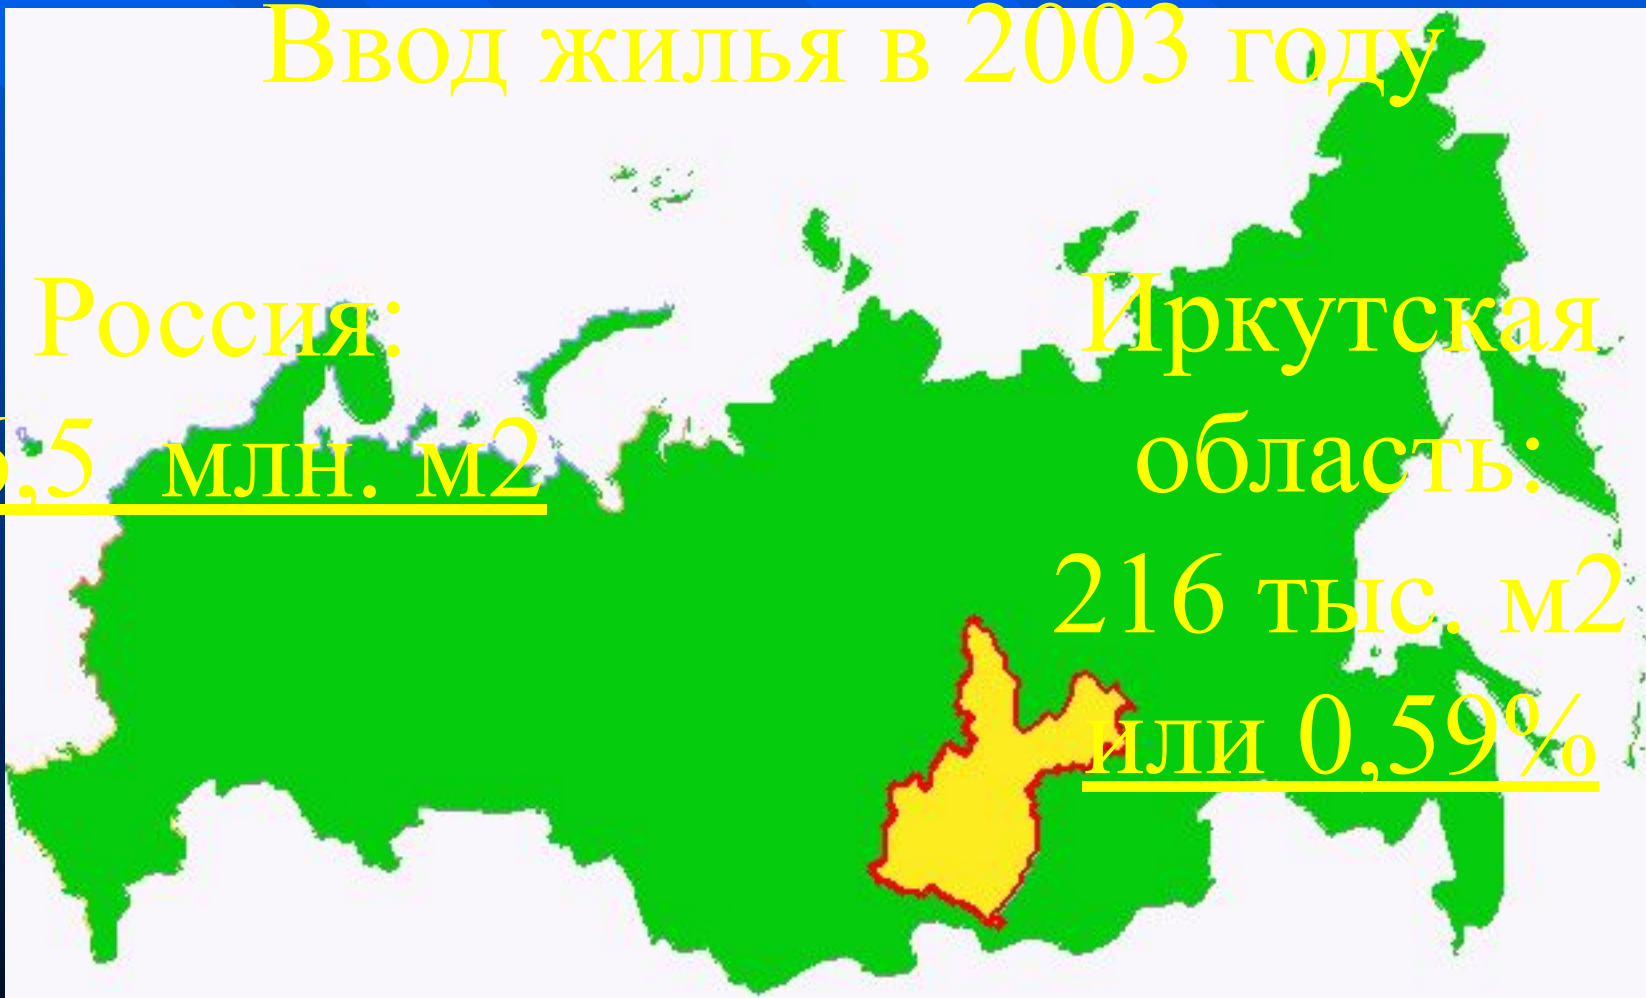 Ввод жилья в 2003 году
Россия:
,5 млн. м2
Иркутская
область:
216 тыс. м2
или 0,59%